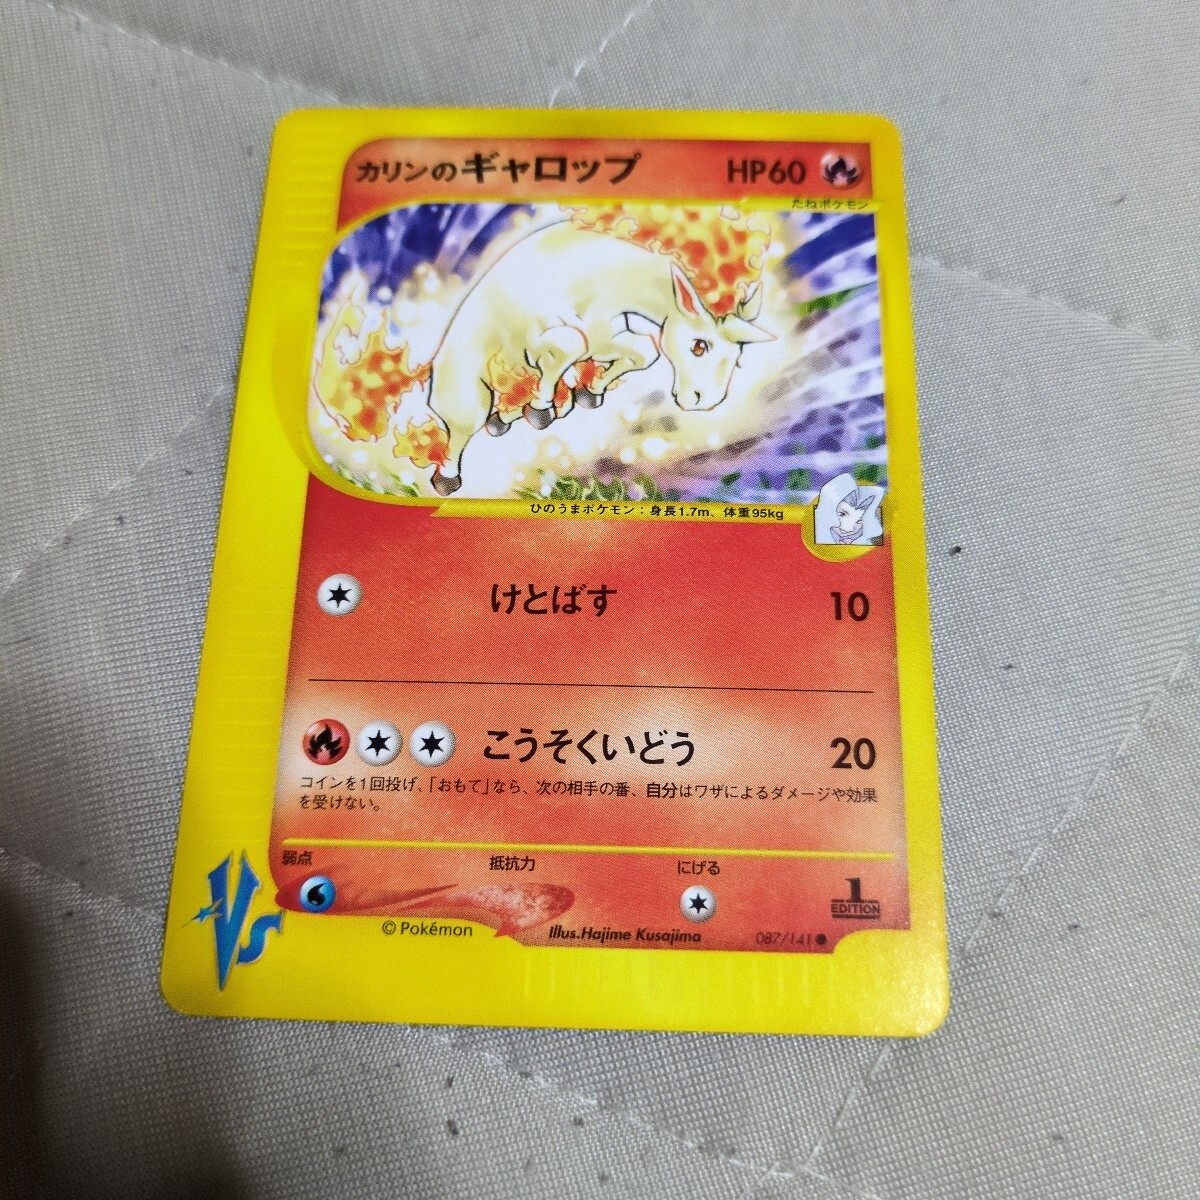 カリンのギャロップ HP60
たねポケモン
ひのうまポケモン：身長1.7m、体重95kg
けとばす 10
こうそくいどう 20
コインを1回投げ、「おもて」なら、次の相手の番、自分はワザによるダメージや効果
を受けない。
弱点 抵抗力 にげる
1
EDITION
VS
© Pokémon Illus.Hajime Kusajima 087/141